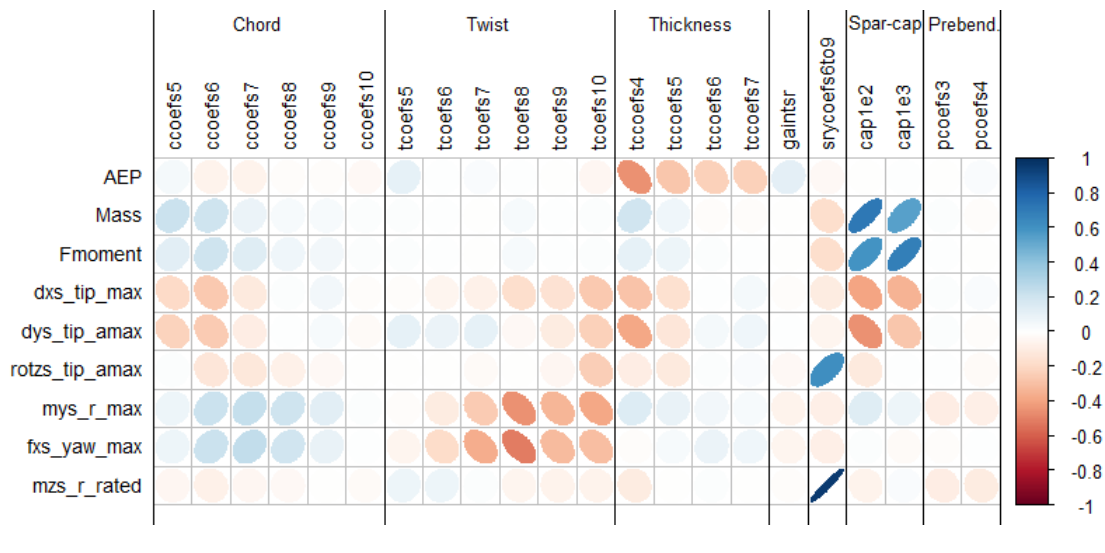 Chord Twist Thickness Spar-cap Prebend.
ccoefs5 ccoefs6 ccoefs7 ccoefs8 ccoefs9 ccoefs10 tcoefs5 tcoefs6 tcoefs7 tcoefs8 tcoefs9 tcoefs10 tccoefs4 tccoefs5 tccoefs6 tccoefs7 gaintsr srycoefs6to9 cap1e2 cap1e3 pcoefs3 pcoefs4
AEP
Mass
Fmoment
dxs_tip_max
dys_tip_amax
rotzs_tip_amax
mys_r_max
fxs_yaw_max
mzs_r_rated
1
0.8
0.6
0.4
0.2
0
-0.2
-0.4
-0.6
-0.8
-1